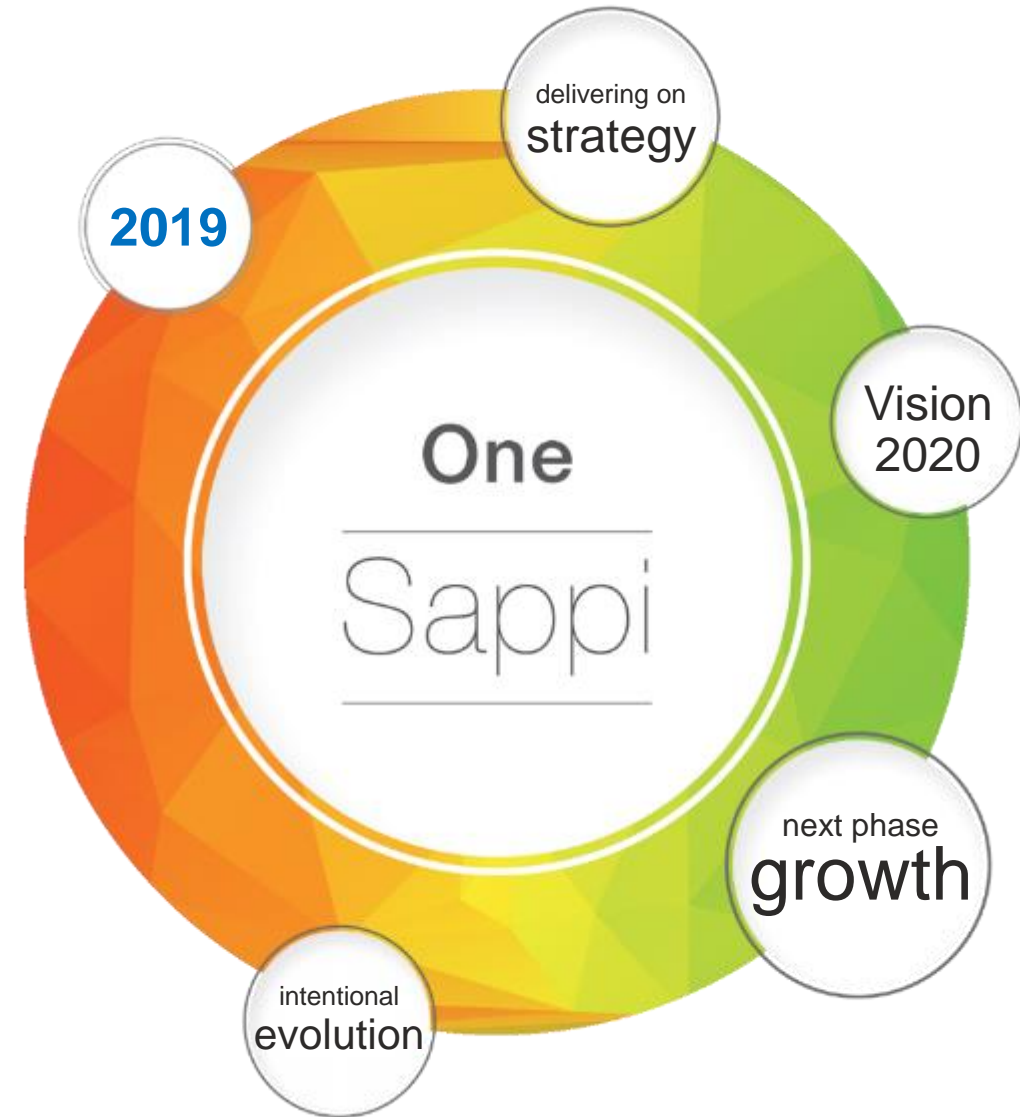 delivering on
strategy
2019
Vision
2020
One
Sappi
next phase
growth
intentional
evolution